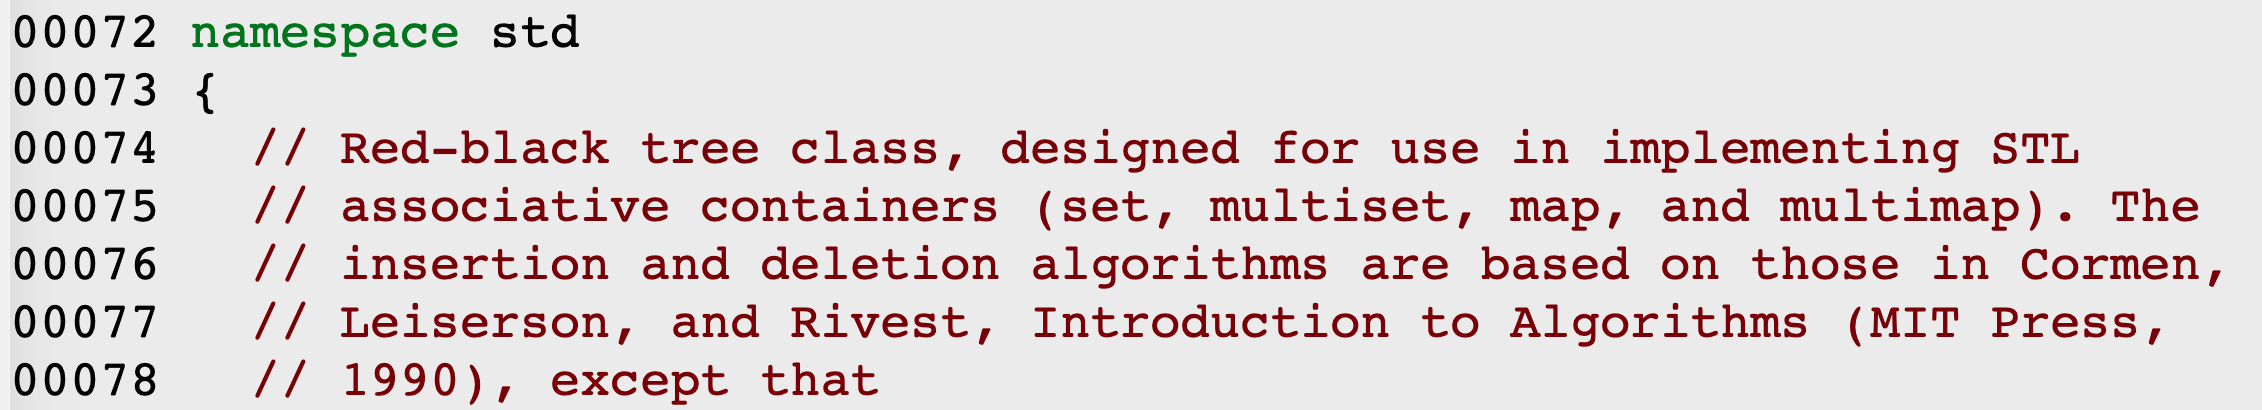 00072 namespace std
00073 {
00074   // Red-black tree class, designed for use in implementing STL
00075   // associative containers (set, multiset, map, and multimap). The
00076   // insertion and deletion algorithms are based on those in Cormen,
00077   // Leiserson, and Rivest, Introduction to Algorithms (MIT Press,
00078   // 1990), except that